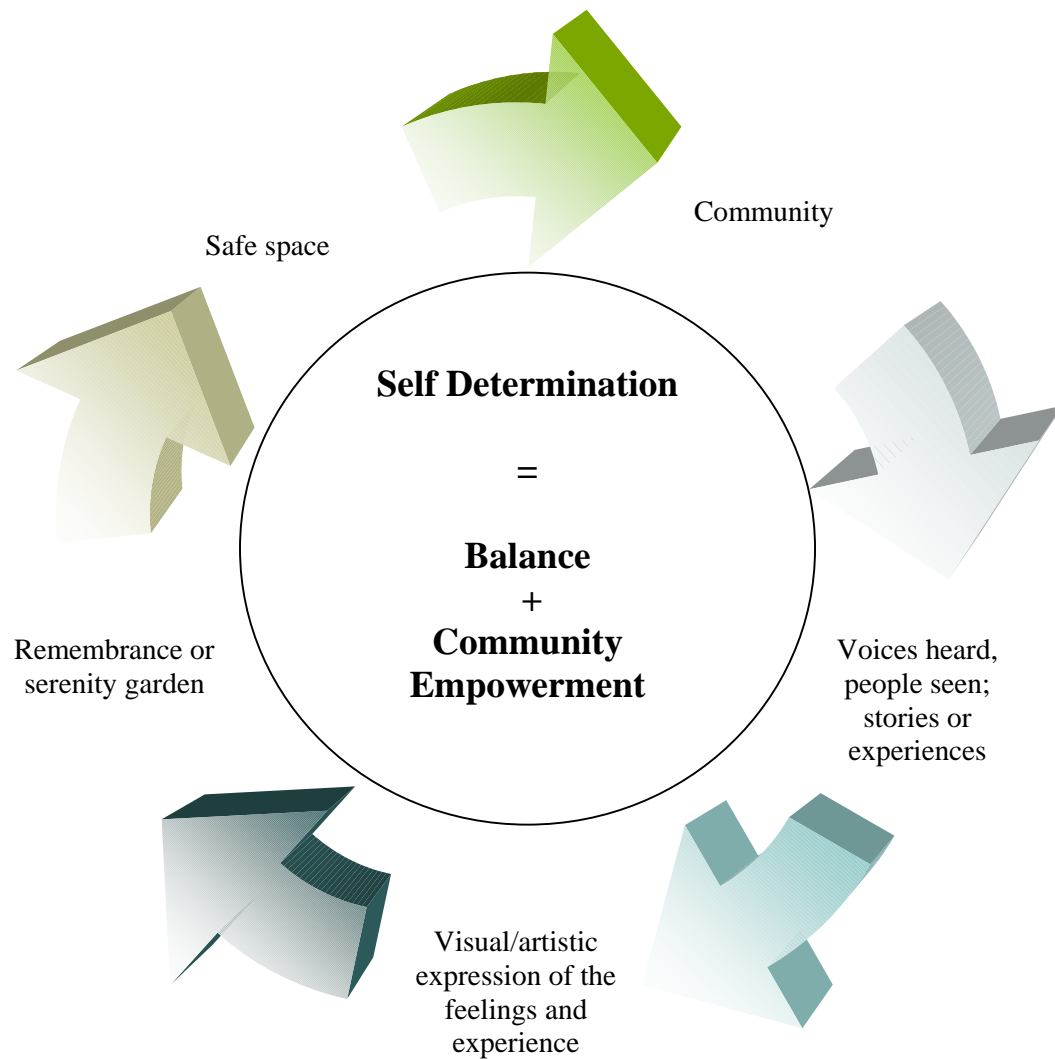 Community
Safe space
Self Determination
=
Balance
+
Community
Empowerment
Voices heard,
people seen;
stories or
experiences
Remembrance or
serenity garden
Visual/artistic
expression of the
feelings and
experience